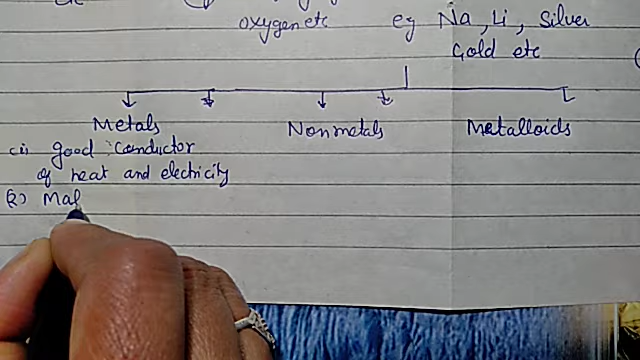 oxygen etc eg Na, Li, Silver
Gold etc
Metals Nonmetals Metalloids
(1) good conductor
of heat and electricity
(2) Mal